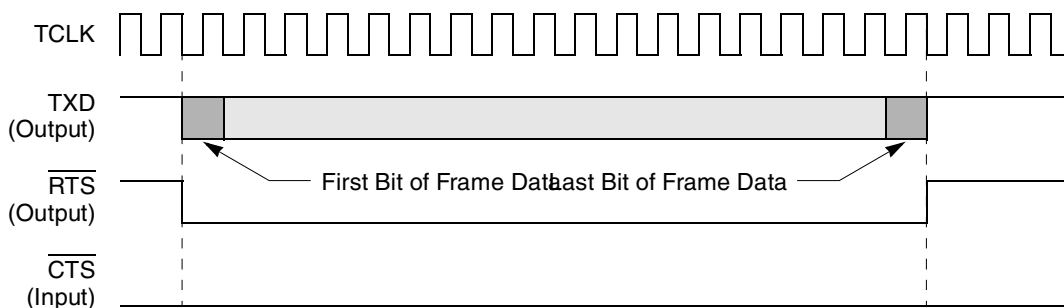 TCLK
TXD
(Output)
First Bit of Frame Data
Last Bit of Frame Data
RTS
(Output)
CTS
(Input)